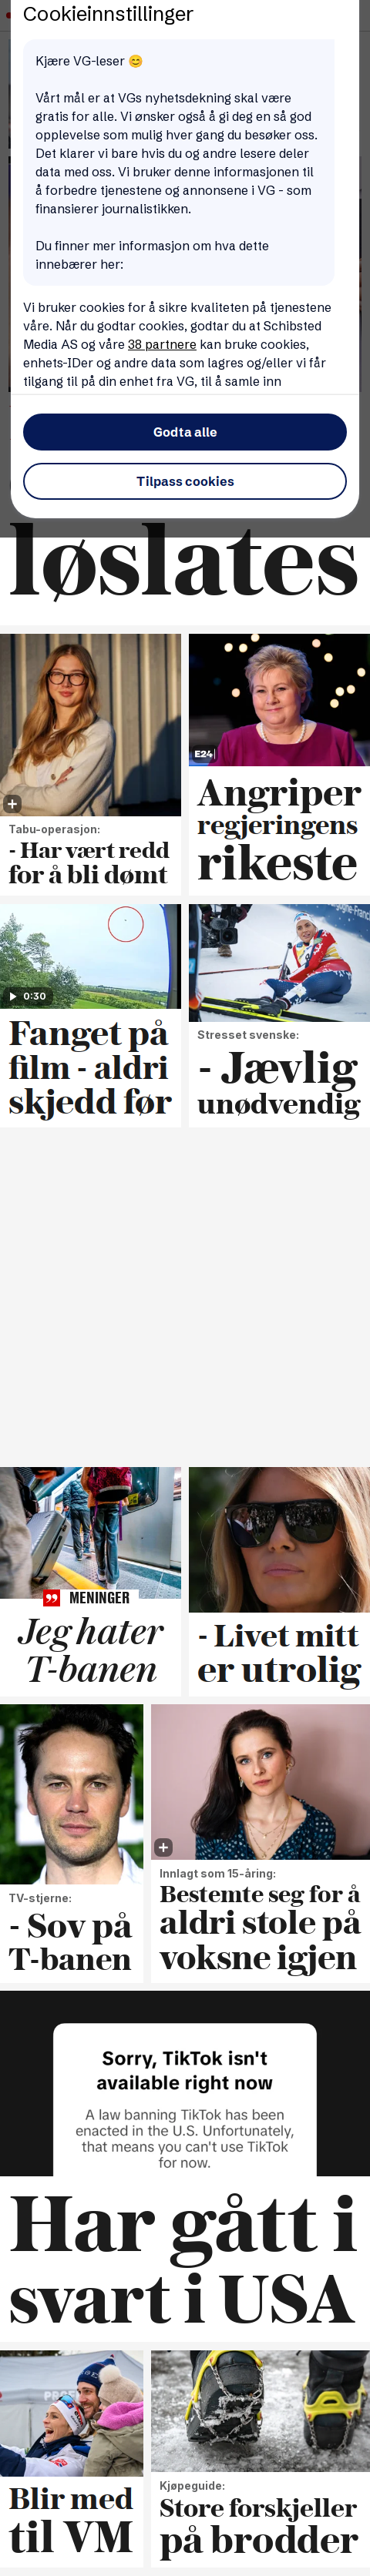 Cookieinnstillinger
Kjære VG-leser 😊
Vårt mål er at VGs nyhetsdekning skal være
gratis for alle. Vi ønsker også å gi deg en så god
opplevelse som mulig hver gang du besøker oss.
Det klarer vi bare hvis du og andre lesere deler
data med oss. Vi bruker denne informasjonen til
å forbedre tjenestene og annonsene i VG - som
finansierer journalistikken.
Du finner mer informasjon om hva dette
innebærer her:
Vi bruker cookies for å sikre kvaliteten på tjenestene
våre. Når du godtar cookies, godtar du at Schibsted
Media AS og våre 38 partnere kan bruke cookies,
enhets-IDer og andre data som lagres og/eller vi får
tilgang til på din enhet fra VG, til å samle inn
Godta alle
Tilpass cookies
løslates
Tabu-operasjon:
- Har vært redd
for å bli dømt
E24
Angriper
regjeringens
rikeste
0:30
Fanget på
film - aldri
skjedd før
Stresset svenske:
- Jævlig
unødvendig
MENINGER
Jeg hater
T-banen
- Livet mitt
er utrolig
TV-stjerne:
- Sov på
T-banen
Innlagt som 15-åring:
Bestemte seg for å
aldri stole på
voksne igjen
Sorry, TikTok isn't
available right now
A law banning TikTok has been
enacted in the U.S. Unfortunately,
that means you can't use TikTok
for now.
Har gått i
svart i USA
Blir med
til VM
Kjøpeguide:
Store forskjeller
på brodder